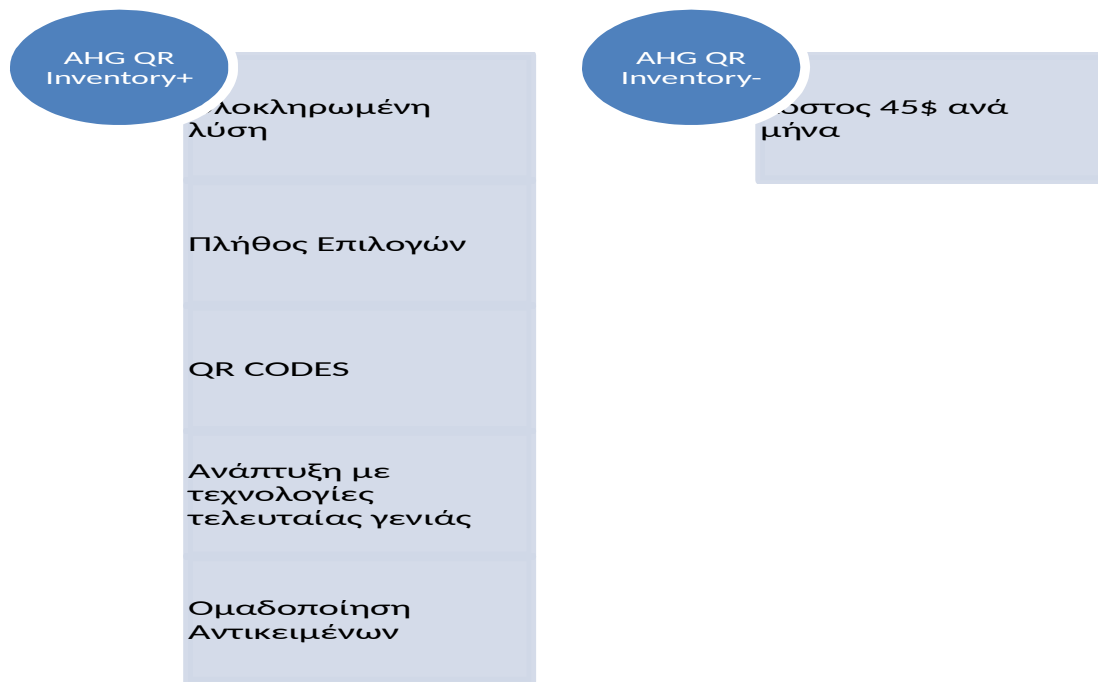 AHG QR
Inventory+
λοκληρωμένη
λύση
Πλήθος Επιλογών
QR CODES
Ανάπτυξη με
τεχνολογίες
τελευταίας γενιάς
Ομαδοποίηση
Αντικειμένων
AHG QR
Inventory-
όστος 45$ ανά
μήνα